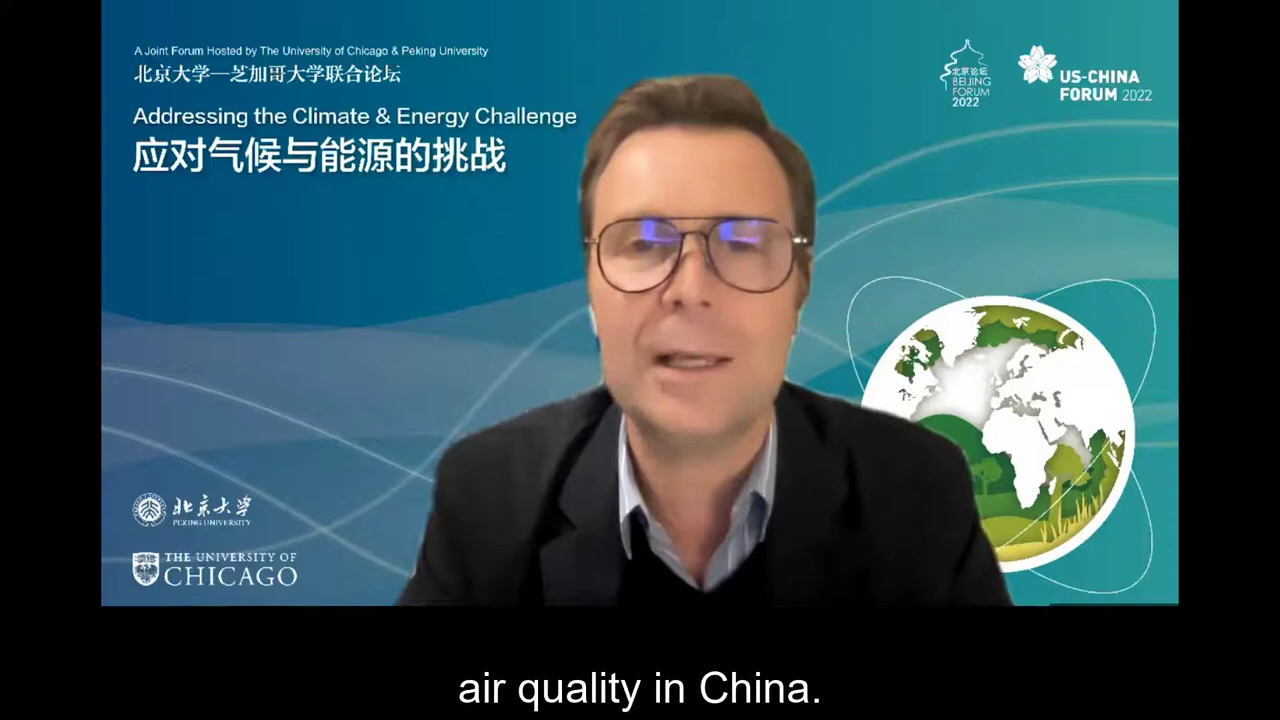 A Joint Forum Hosted by The University of Chicago & Peking University
北京大学—芝加哥大学联合论坛
Addressing the Climate & Energy Challenge
应对气候与能源的挑战
北京论坛
BEIJING
FORUM
2022
US-CHINA
FORUM 2022
北京大学
PEKING UNIVERSITY
THE UNIVERSITY OF
CHICAGO
air quality in China.